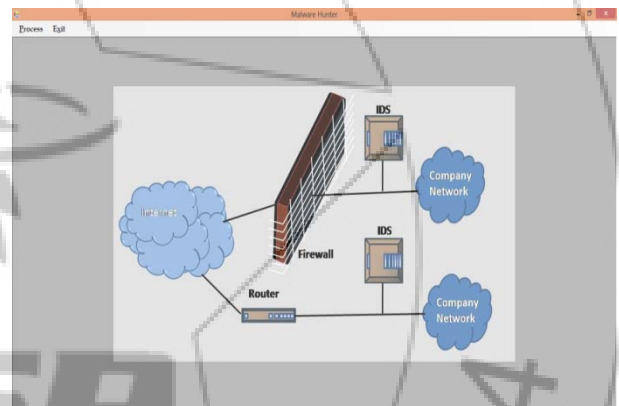 Malware Hunter
Process Exit
IDS
Company
Network
Internet
IDS
Firewall
Router
Company
Network